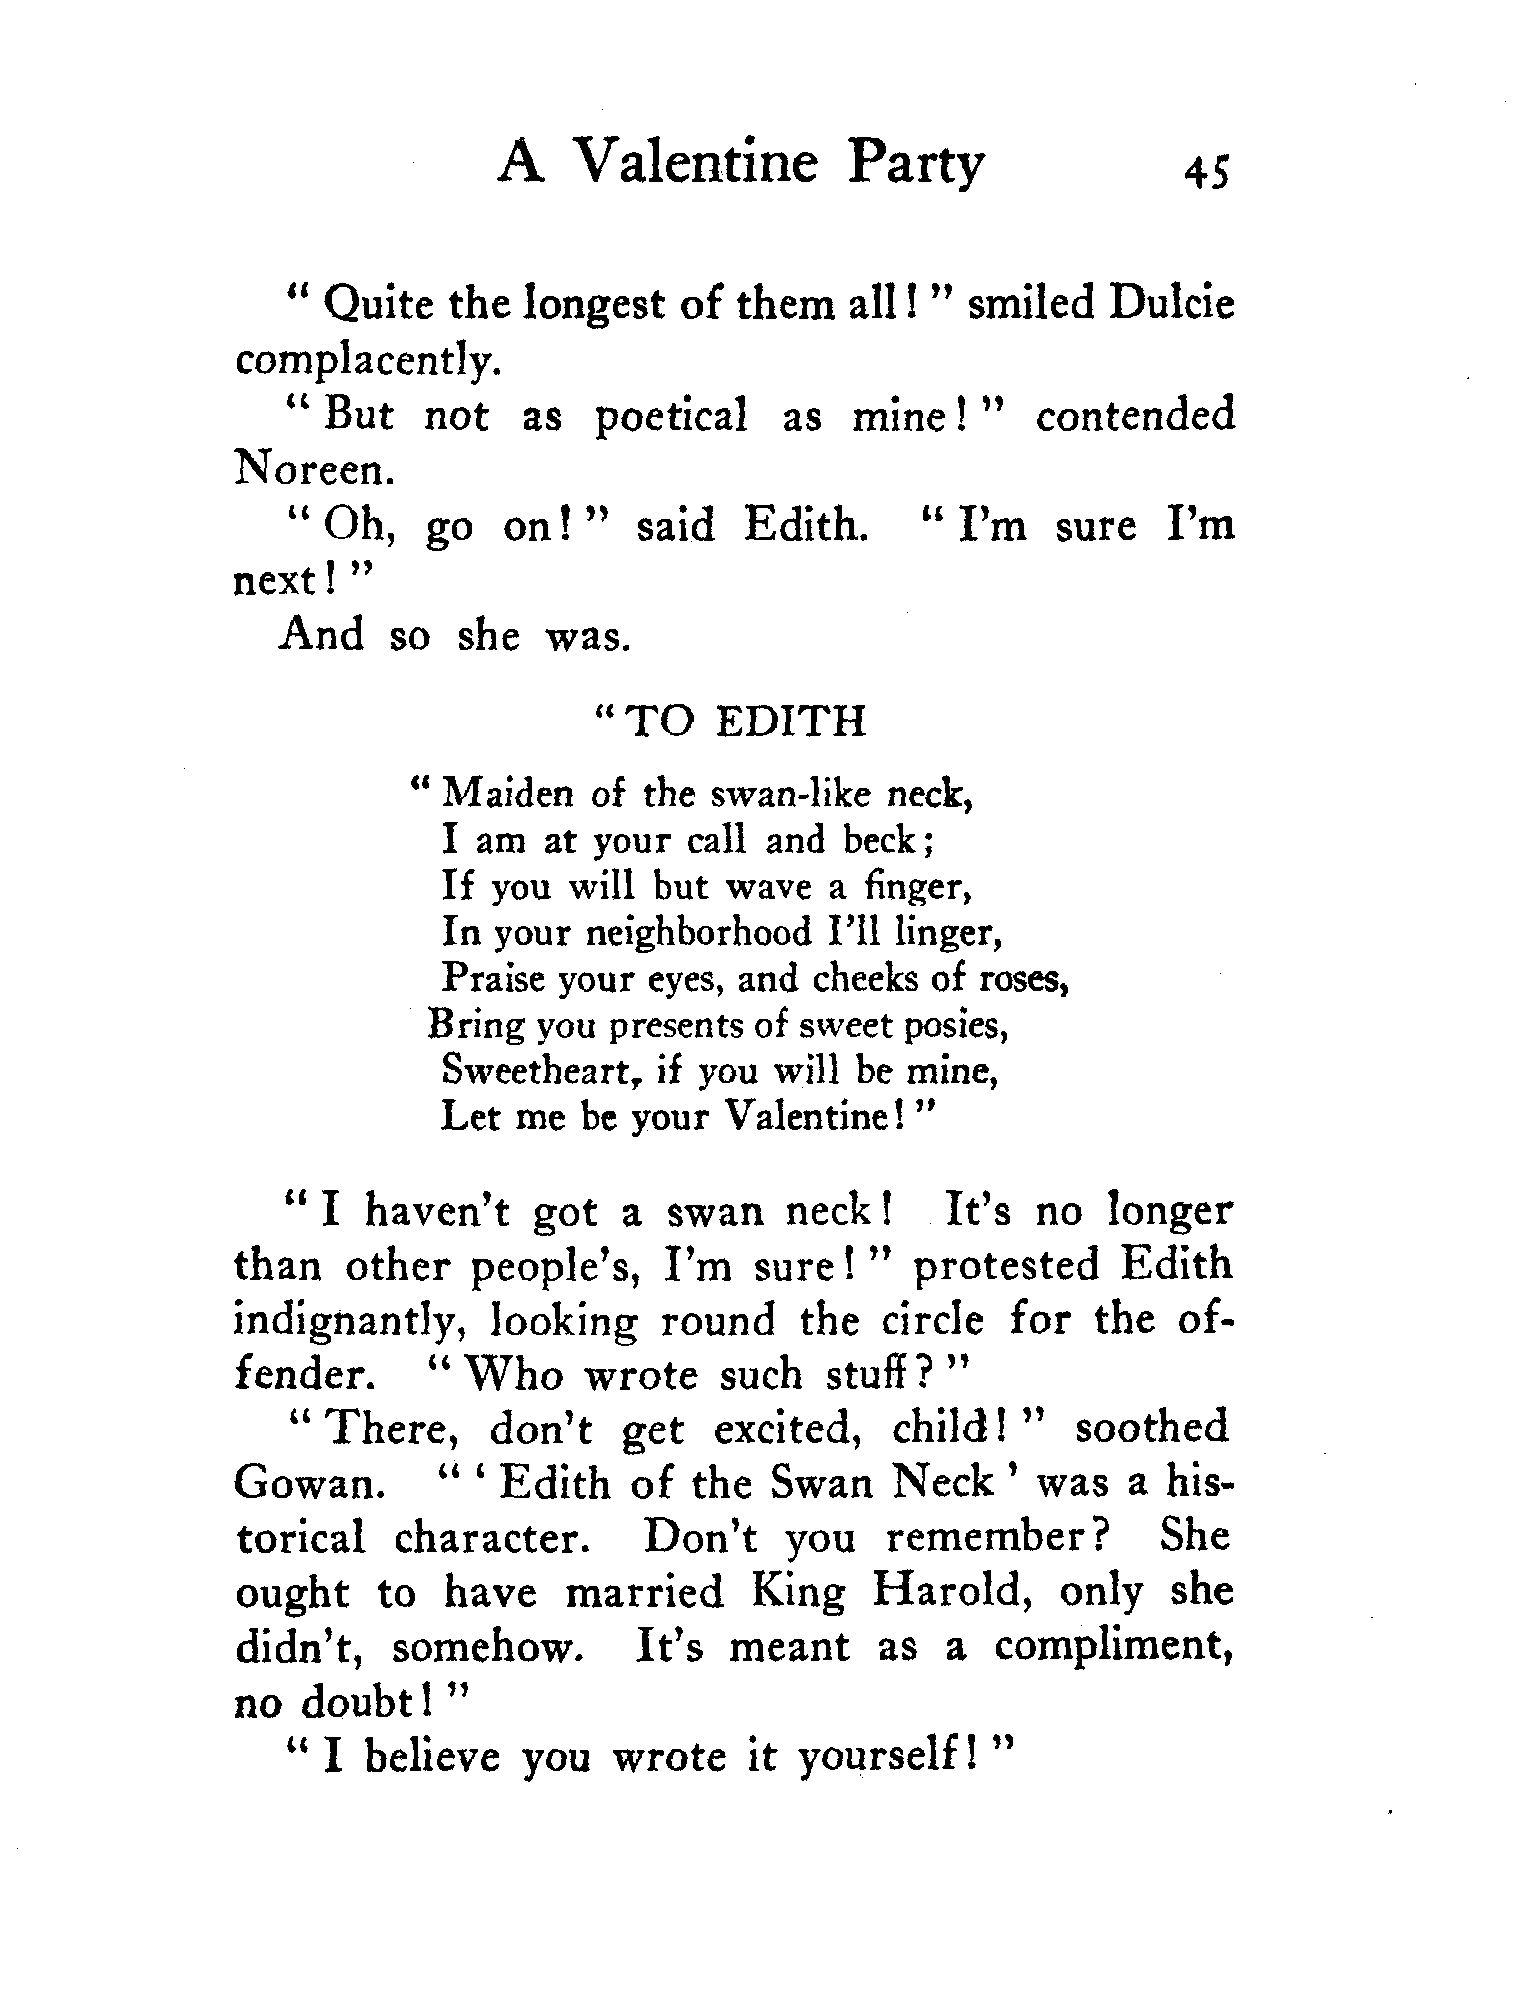 A Valentine Party 45
" Quite the longest of them all ! " smiled Dulcie
complacently.
" But not as poetical as mine ! " contended
Noreen.
" Oh, go on! " said Edith. " I'm sure I'm
next ! "
And so she was.
" TO EDITH
" Maiden of the swan-like neck,
I am at your call and beck ;
If you will but wave a finger,
In your neighborhood I'll linger,
Praise your eyes, and cheeks of roses,
Bring you presents of sweet posies,
Sweetheart, if you will be mine,
Let me be your Valentine! "
" I haven't got a swan neck ! It's no longer
than other people's, I'm sure ! " protested Edith
indignantly, looking round the circle for the of-
fender. " Who wrote such stuff ? "
" There, don't get excited, child ! " soothed
Gowan. " ' Edith of the Swan Neck ' was a his-
torical character. Don't you remember? She
ought to have married King Harold, only she
didn't, somehow. It's meant as a compliment,
no doubt ! "
" I believe you wrote it yourself! "